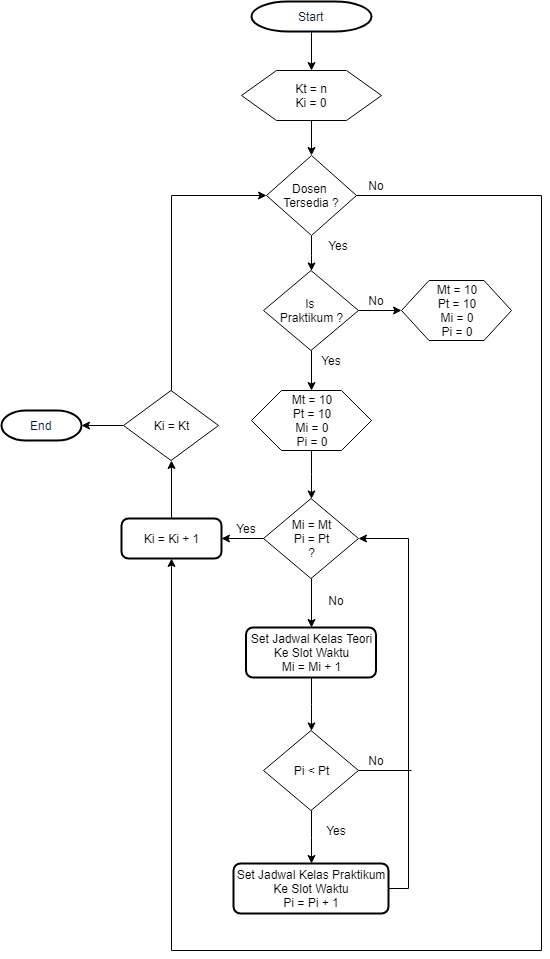 Start
Kt = n
Ki = 0
Dosen
Tersedia ?
No
Yes
Is
Praktikum ?
No
Mt = 10
Pt = 10
Mi = 0
Pi = 0
Yes
Mt = 10
Pt = 10
Mi = 0
Pi = 0
End
Ki = Kt
Ki = Ki + 1
Yes
Mi = Mt
Pi = Pt
?
No
Set Jadwal Kelas Teori
Ke Slot Waktu
Mi = Mi + 1
Pi < Pt
No
Yes
Set Jadwal Kelas Praktikum
Ke Slot Waktu
Pi = Pi + 1